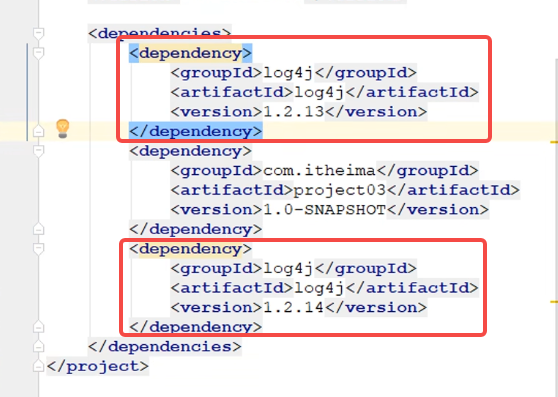 <dependencies>
<dependency>
<groupId>log4j</groupId>
<artifactId>log4j</artifactId>
<version>1.2.13</version>
</dependency>
<dependency>
<groupId>com.itheima</groupId>
<artifactId>project03</artifactId>
<version>1.0-SNAPSHOT</version>
</dependency>
<dependency>
<groupId>log4j</groupId>
<artifactId>log4j</artifactId>
<version>1.2.14</version>
</dependency>
</dependencies>
</project>